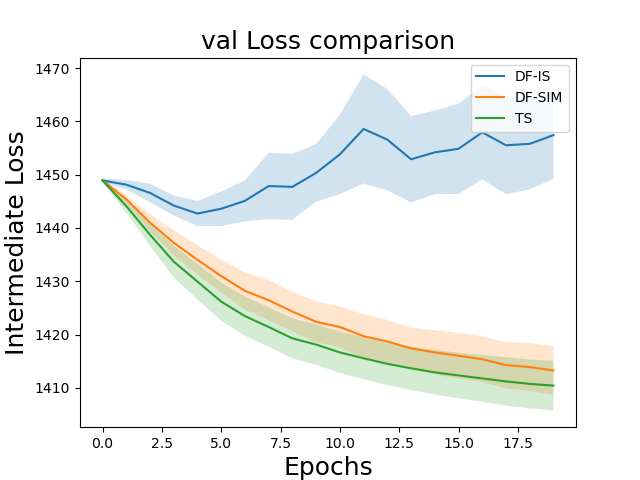 val Loss comparison
1470
1460
1450
1440
1430
1420
1410
Intermediate Loss
DF-IS
DF-SIM
TS
0.0 2.5 5.0 7.5 10.0 12.5 15.0 17.5
Epochs